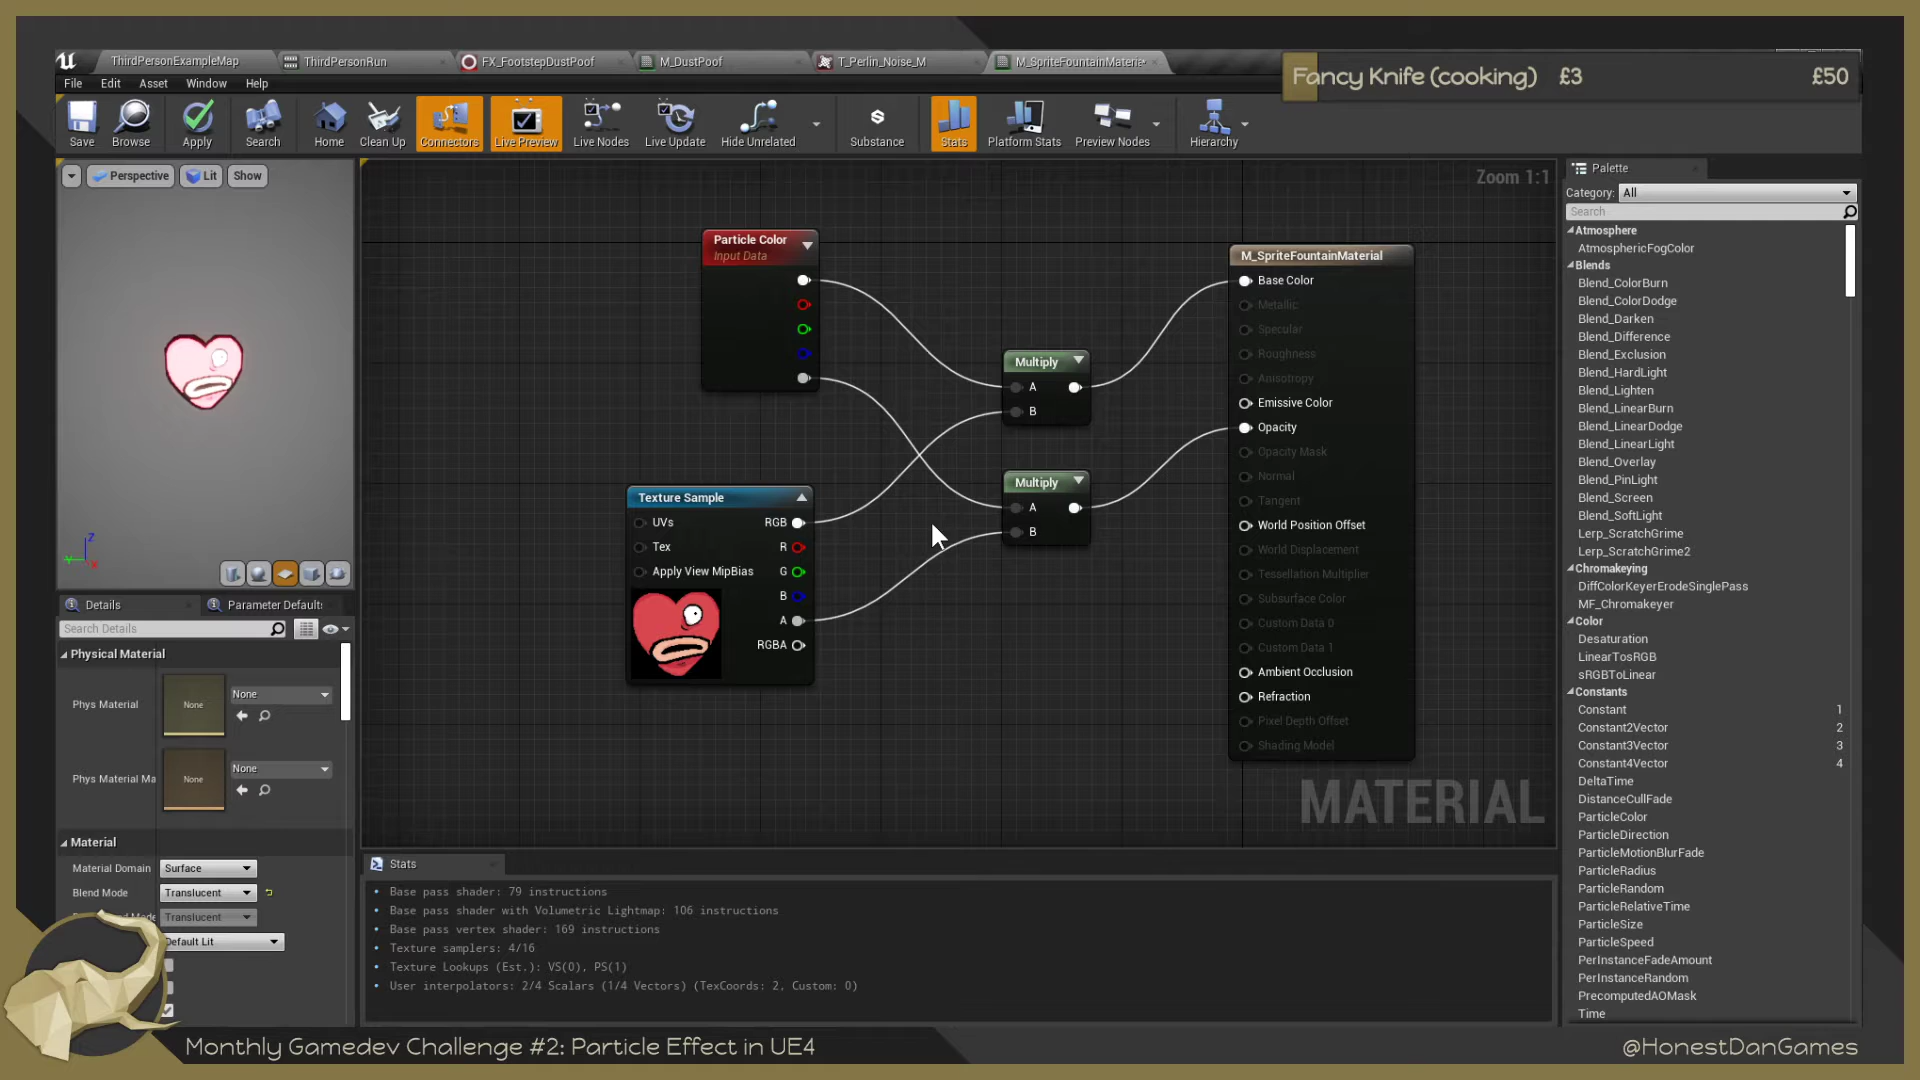 ThirdPersonExampleMap
ThirdPersonRun
FX_FootstepDustPoof
M_DustPoof
T_Perlin_Noise_M
M_SpriteFountainMateria*
Fancy Knife (cooking) £3 £50
File Edit Asset Window Help
Save Browse Apply Search Home Clean Up Connectors Live Preview Live Nodes Live Update Hide Unrelated Substance Stats Platform Stats Preview Nodes Hierarchy
Perspective Lit Show
Zoom 1:1
Particle Color
Input Data
Multiply
A
B
Multiply
A
B
Texture Sample
UVs RGB
Tex R
Apply View MipBias G
B
A
RGBA
M_SpriteFountainMaterial
Base Color
Metallic
Specular
Roughness
Anisotropy
Emissive Color
Opacity
Opacity Mask
Normal
Tangent
World Position Offset
World Displacement
Tessellation Multiplier
Subsurface Color
Custom Data 0
Custom Data 1
Ambient Occlusion
Refraction
Pixel Depth Offset
Shading Model
MATERIAL
Z
Y
X
Details
Parameter Default
Search Details
Physical Material
Phys Material None None
Phys Material Ma None None
Material
Material Domain Surface
Blend Mode Translucent
Translucent
Default Lit
Stats
Base pass shader: 79 instructions
Base pass shader with Volumetric Lightmap: 106 instructions
Base pass vertex shader: 169 instructions
Texture samplers: 4/16
Texture Lookups (Est.): VS(0), PS(1)
User interpolators: 2/4 Scalars (1/4 Vectors) (TexCoords: 2, Custom: 0)
Palette
Category: All
Search
Atmosphere
AtmosphericFogColor
Blends
Blend_ColorBurn
Blend_ColorDodge
Blend_Darken
Blend_Difference
Blend_Exclusion
Blend_HardLight
Blend_Lighten
Blend_LinearBurn
Blend_LinearDodge
Blend_LinearLight
Blend_Overlay
Blend_PinLight
Blend_Screen
Blend_SoftLight
Lerp_ScratchGrime
Lerp_ScratchGrime2
Chromakeying
DiffColorKeyerErodeSinglePass
MF_Chromakeyer
Color
Desaturation
LinearTosRGB
sRGBToLinear
Constants
Constant 1
Constant2Vector 2
Constant3Vector 3
Constant4Vector 4
DeltaTime
DistanceCullFade
ParticleColor
ParticleDirection
ParticleMotionBlurFade
ParticleRadius
ParticleRandom
ParticleRelativeTime
ParticleSize
ParticleSpeed
PerInstanceFadeAmount
PerInstanceRandom
PrecomputedAOMask
Time
Monthly Gamedev Challenge #2: Particle Effect in UE4
@HonestDanGames